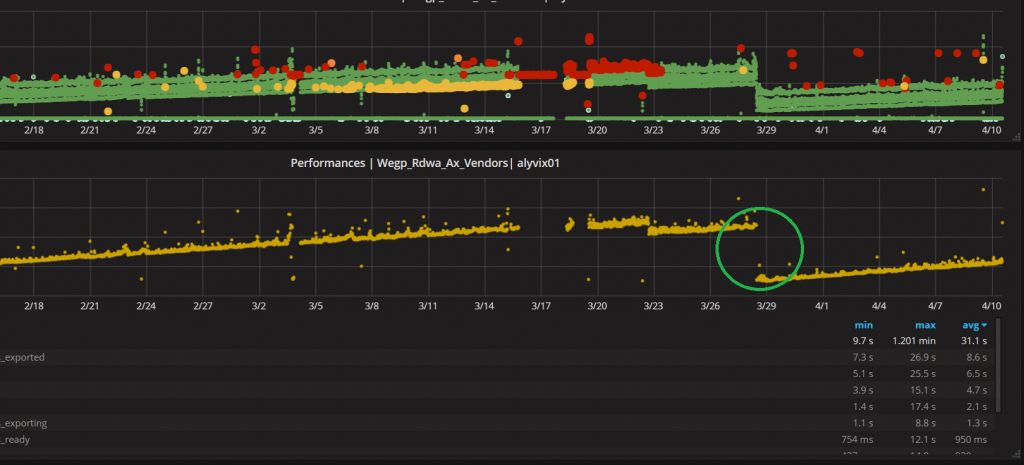 2/18 2/21 2/24 2/27 3/2 3/5 3/8 3/11 3/14 3/17 3/20 3/23 3/26 3/29 4/1 4/4 4/7 4/10
Performances | Wegp_Rdwa_Ax_Vendors| alyvix01
2/18 2/21 2/24 2/27 3/2 3/5 3/8 3/11 3/14 3/17 3/20 3/23 3/26 3/29 4/1 4/4 4/7 4/10
min max avg
9.7 s 1.201 min 31.1 s
_exported 7.3 s 26.9 s 8.6 s
5.1 s 25.5 s 6.5 s
3.9 s 15.1 s 4.7 s
1.4 s 17.4 s 2.1 s
_exporting 1.1 s 8.8 s 1.3 s
_ready 754 ms 12.1 s 950 ms